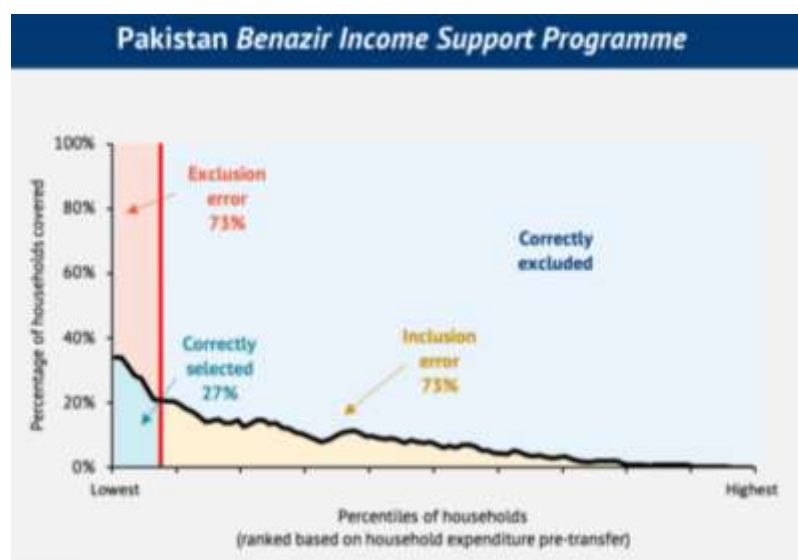 Pakistan Benazir Income Support Programme
100%
80%
60%
40%
20%
0%
Percentage of households covered
Exclusion
error
73%
Correctly
excluded
Correctly
selected
27%
Inclusion
error
73%
Lowest
Highest
Percentiles of households
(ranked based on household expenditure pre-transfer)